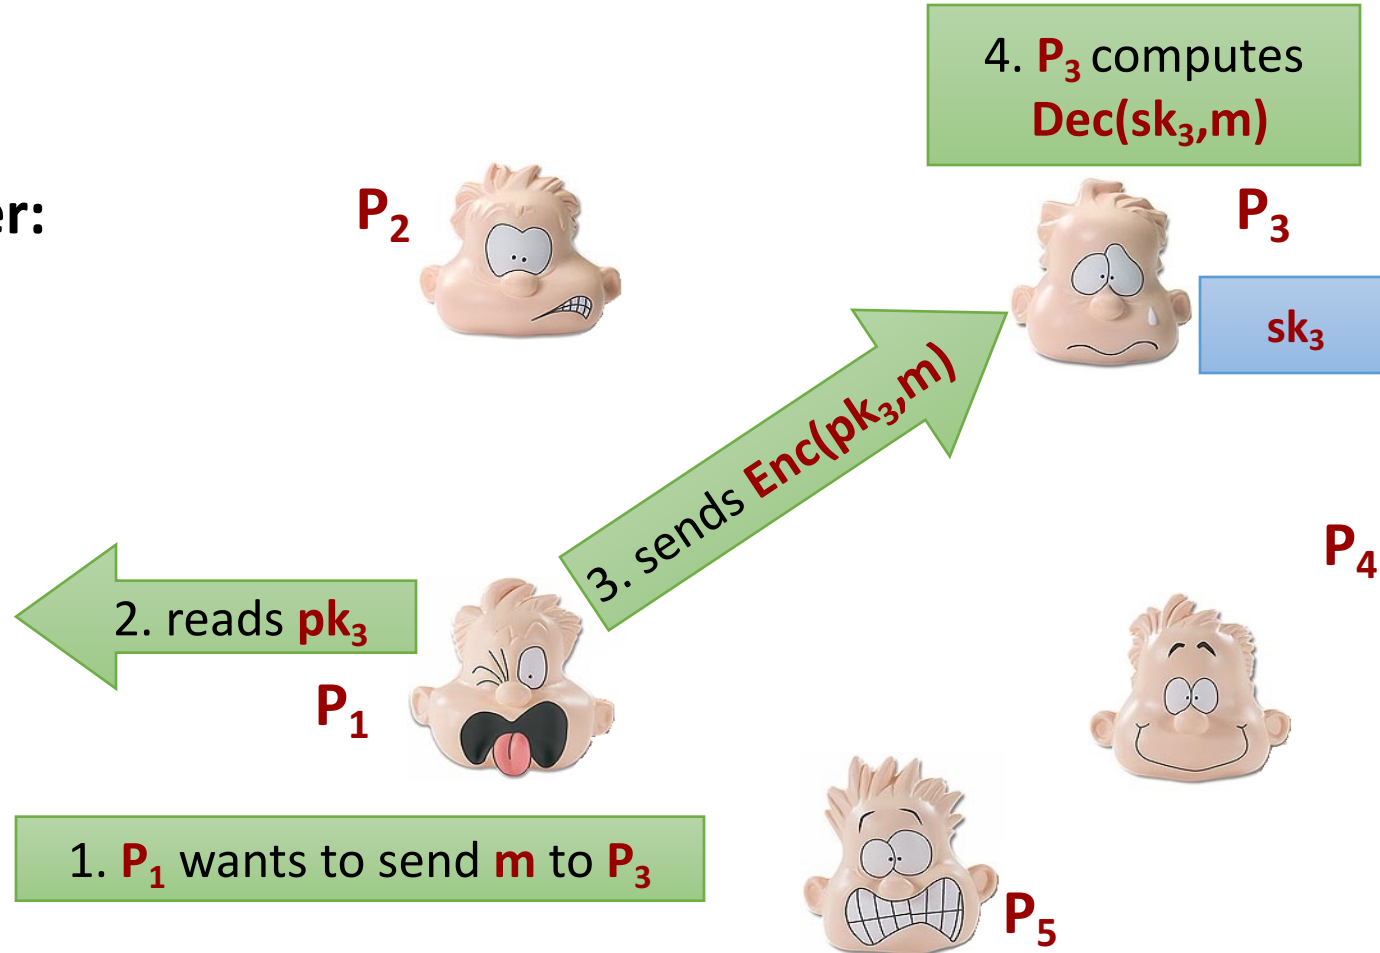 4. P₃ computes
Dec(sk₃,m)
er:
P₂
P₃
sk₃
3. sends Enc(pk₃,m)
P₄
2. reads pk₃
P₁
1. P₁ wants to send m to P₃
P₅